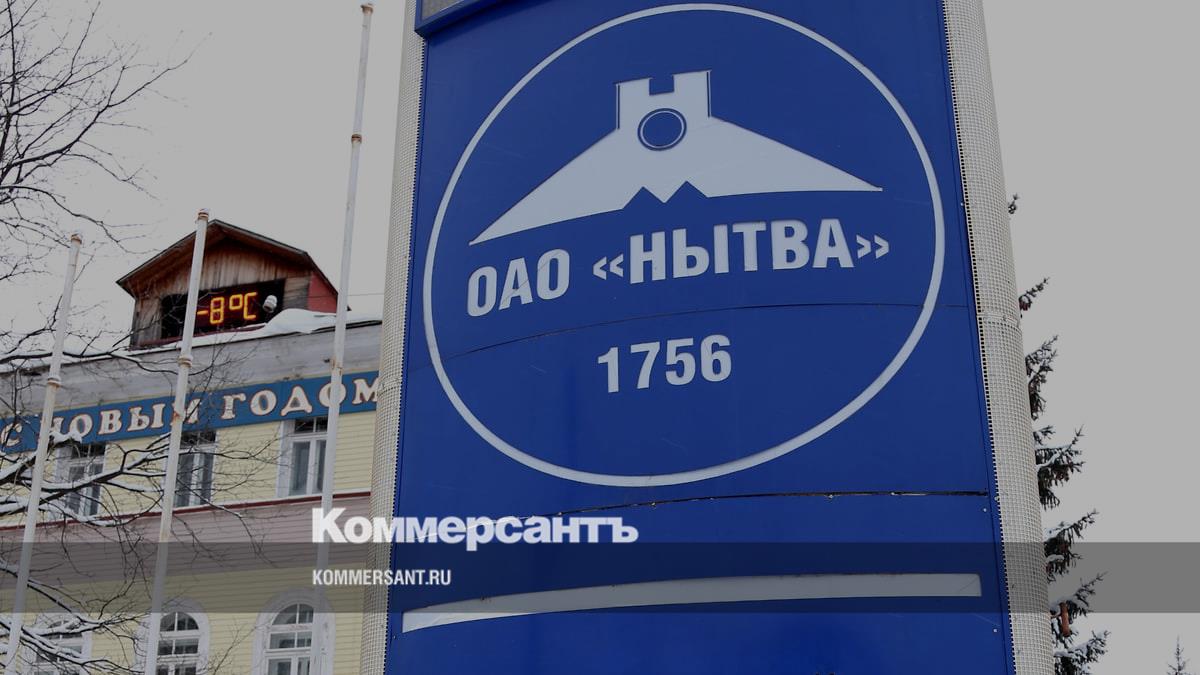 ОАО «НЫТВА»
1756
-8°C
С НОВЫМ ГОДОМ
Коммерсантъ
KOMMERSANT.RU